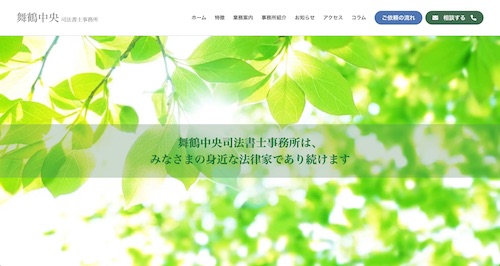 舞鶴中央 司法書士事務所
ホーム 特徴 業務案内 事務所紹介 お知らせ アクセス コラム ご依頼の流れ 相談する
舞鶴中央司法書士事務所は、
みなさまの身近な法律家であり続けます